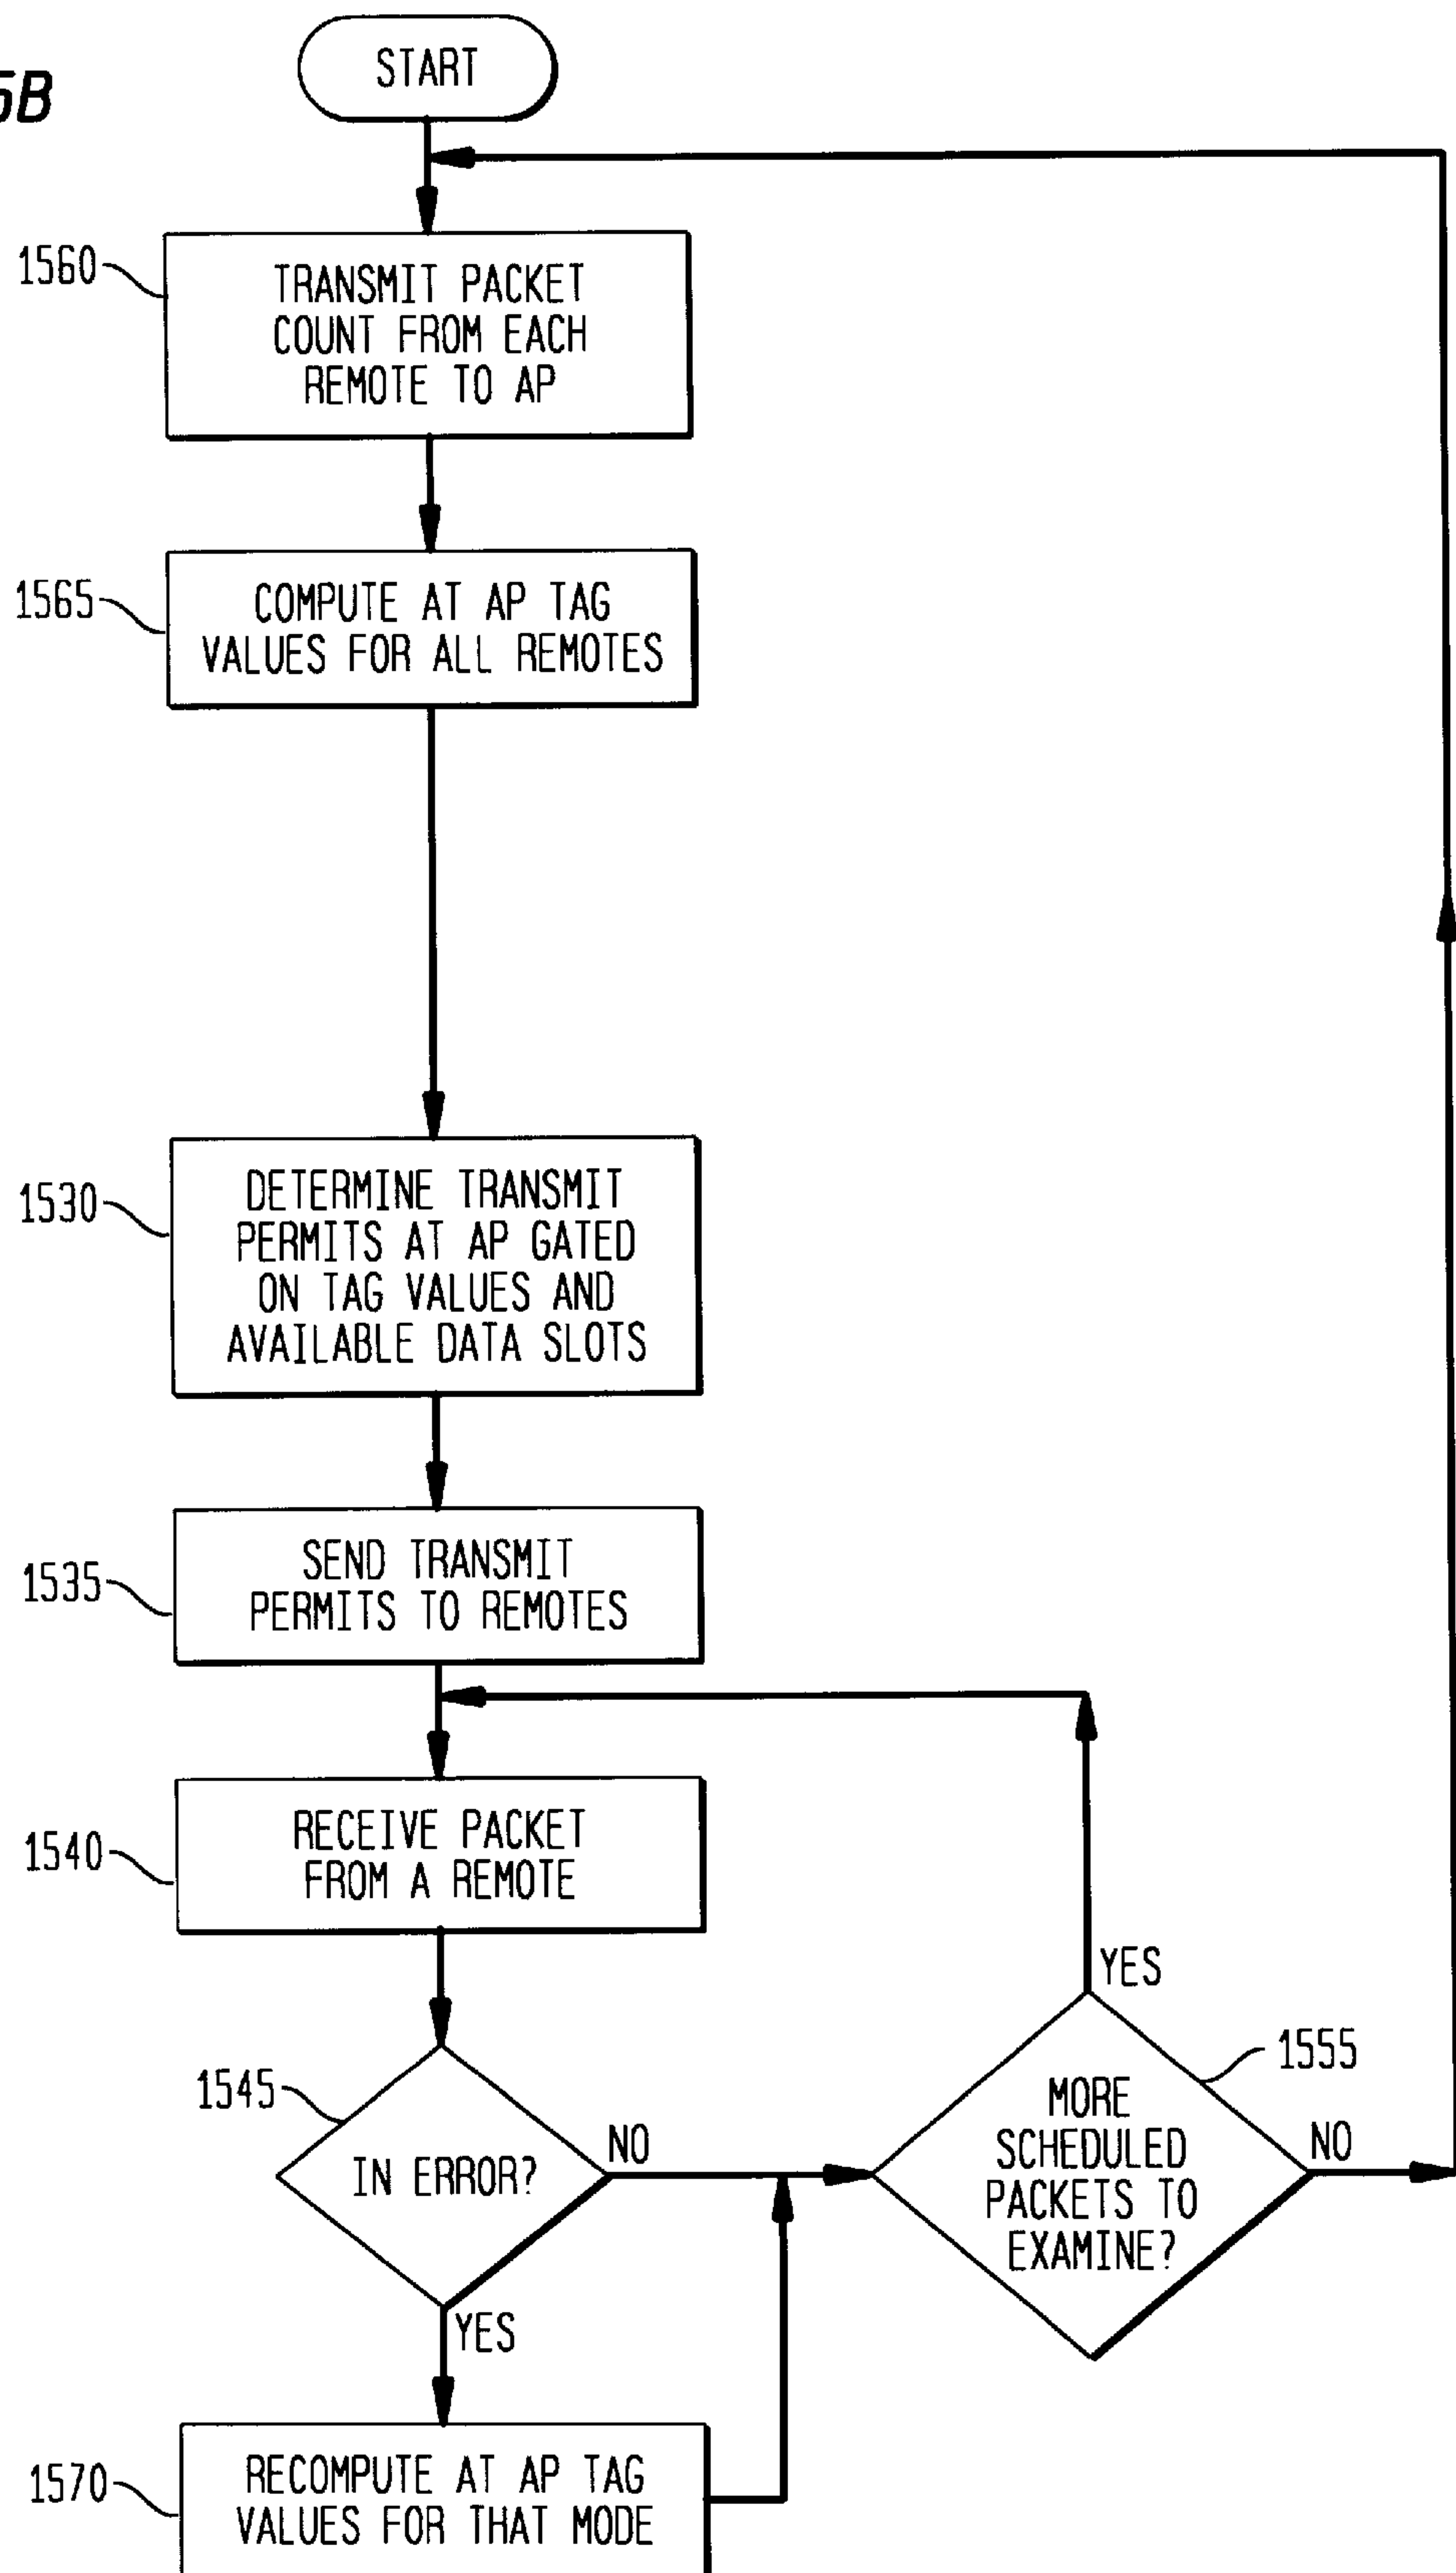 5B
START
1560
TRANSMIT PACKET
COUNT FROM EACH
REMOTE TO AP
1565
COMPUTE AT AP TAG
VALUES FOR ALL REMOTES
1530
DETERMINE TRANSMIT
PERMITS AT AP GATED
ON TAG VALUES AND
AVAILABLE DATA SLOTS
1535
SEND TRANSMIT
PERMITS TO REMOTES
1540
RECEIVE PACKET
FROM A REMOTE
YES
1555
1545
MORE
SCHEDULED
PACKETS TO
EXAMINE?
NO
IN ERROR?
NO
YES
1570
RECOMPUTE AT AP TAG
VALUES FOR THAT MODE